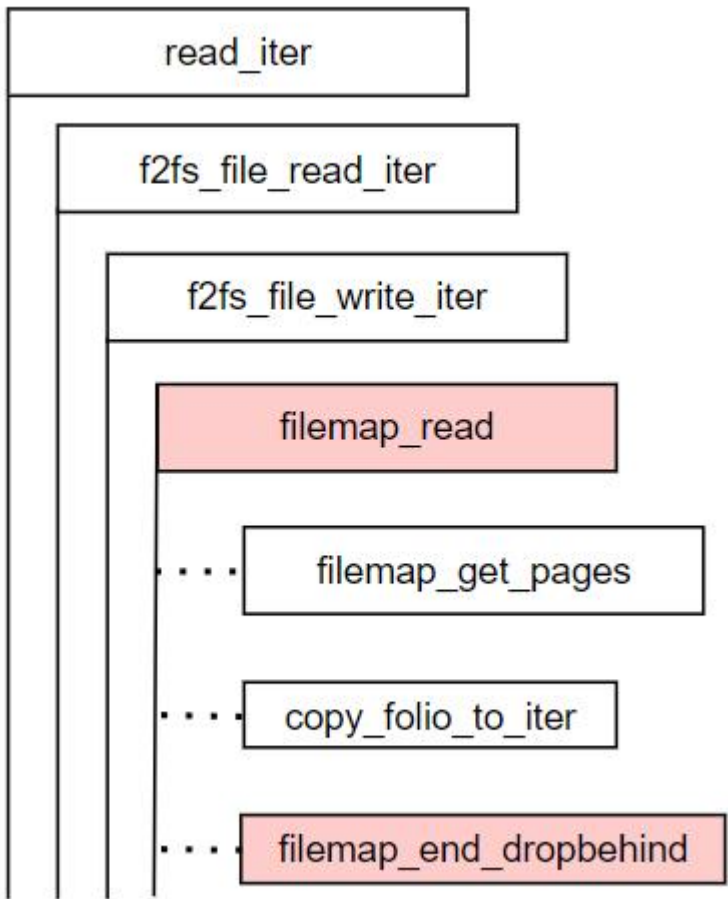 read_iter
f2fs_file_read_iter
f2fs_file_write_iter
filemap_read
filemap_get_pages
copy_folio_to_iter
filemap_end_dropbehind